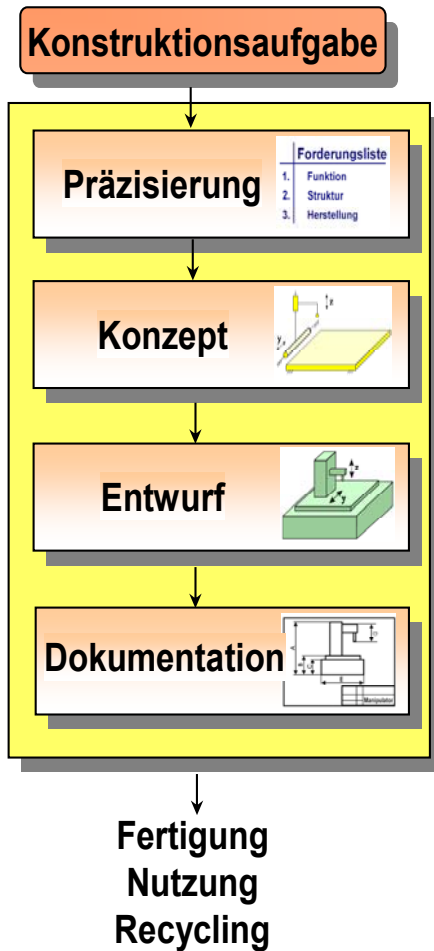 Konstruktionsaufgabe
Präzisierung
Forderungsliste
1. Funktion
2. Struktur
3. Herstellung
Konzept
z
y
Entwurf
z
y
Dokumentation
A
B
C
E
D
Manipulator
Fertigung
Nutzung
Recycling